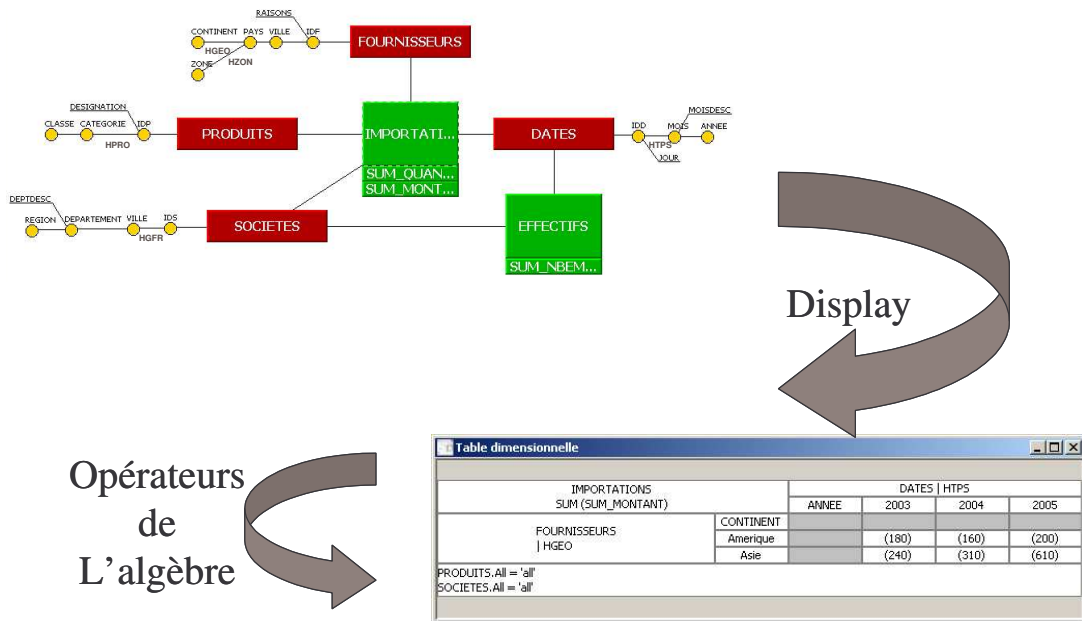 RAISONS
CONTINENT PAYS VILLE IDF
HGEO
HZON
ZONE
FOURNISSEURS
DESIGNATION
CLASSE CATEGORIE IDP
HPRO
PRODUITS
IMPORTATI...
SUM_QUAN...
SUM_MONT...
DATES
MOISDESC
IDD MOIS ANNEE
HTPS
JOUR
DEPTDESC
REGION DEPARTEMENT VILLE IDS
HGFR
SOCIETES
EFFECTIFS
SUM_NBEM...
Display
Opérateurs
de
L'algèbre
Table dimensionnelle
IMPORTATIONS
SUM (SUM_MONTANT)
DATES | HTPS
ANNEE 2003 2004 2005
FOURNISSEURS
| HGEO
CONTINENT
Amerique (180) (160) (200)
Asie (240) (310) (610)
PRODUITS.All = 'all'
SOCIETES.All = 'all'